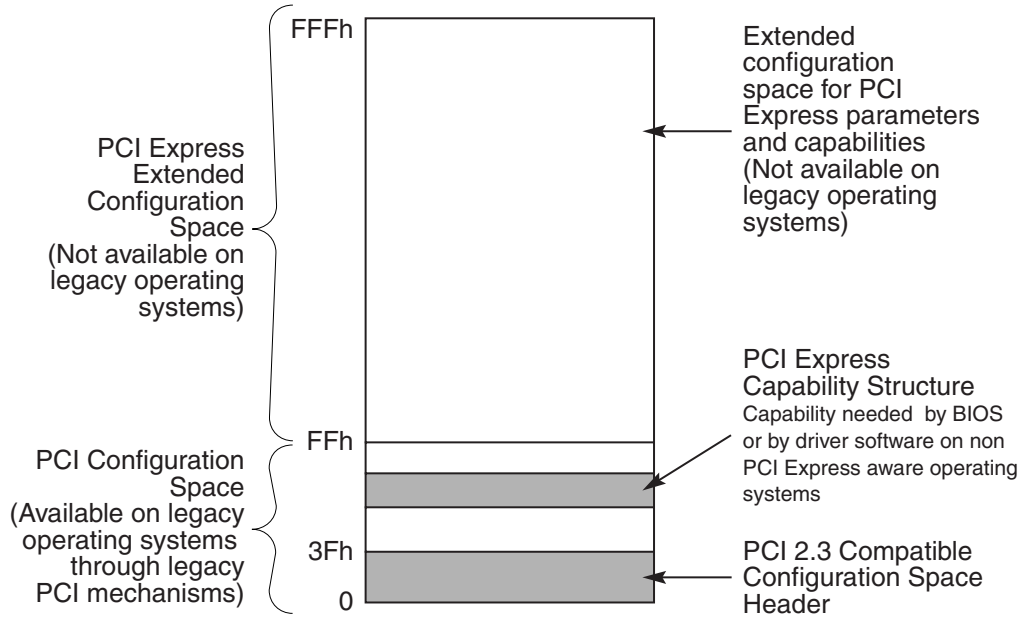 FFFh
PCI Express
Extended
Configuration
Space
(Not available on
legacy operating
systems)
Extended
configuration
space for PCI
Express parameters
and capabilities
(Not available on
legacy operating
systems)
FFh
PCI Express
Capability Structure
Capability needed by BIOS
or by driver software on non
PCI Express aware operating
systems
PCI Configuration
Space
(Available on legacy
operating systems
through legacy
PCI mechanisms)
3Fh
0
PCI 2.3 Compatible
Configuration Space
Header